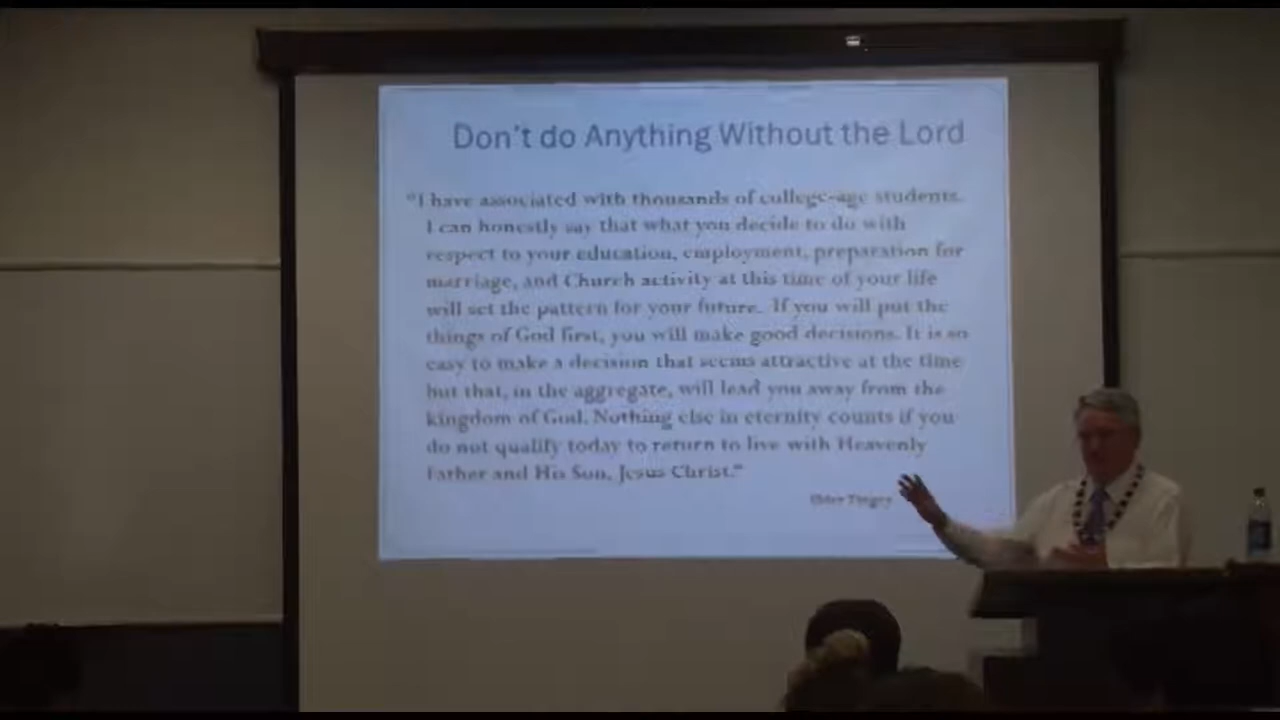 Don't do Anything Without the Lord
"I have associated with thousands of college-age students.
I can honestly say that what you decide to do with
respect to your education, employment, preparation for
marriage, and Church activity at this time of your life
will set the pattern for your future. If you will put the
things of God first, you will make good decisions. It is so
easy to make a decision that seems attractive at the time
but that, in the aggregate, will lead you away from the
kingdom of God. Nothing else in eternity counts if you
do not qualify today to return to live with Heavenly
Father and His Son, Jesus Christ."
Elder Tingey